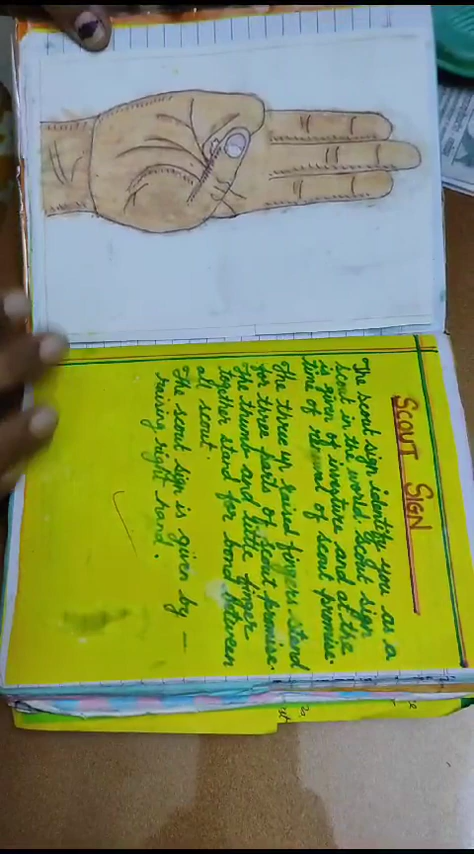 SCOUT SIGN
The scout sign identify you as a
scout in the world. Scout sign
is given of investure and at the
time of renewal of scout promise.
The three up raised fingers stand
for three parts of scout promise.
The thumb and little finger
together stand for bond between
all scout.
The scout sign is given by -
raising right hand.